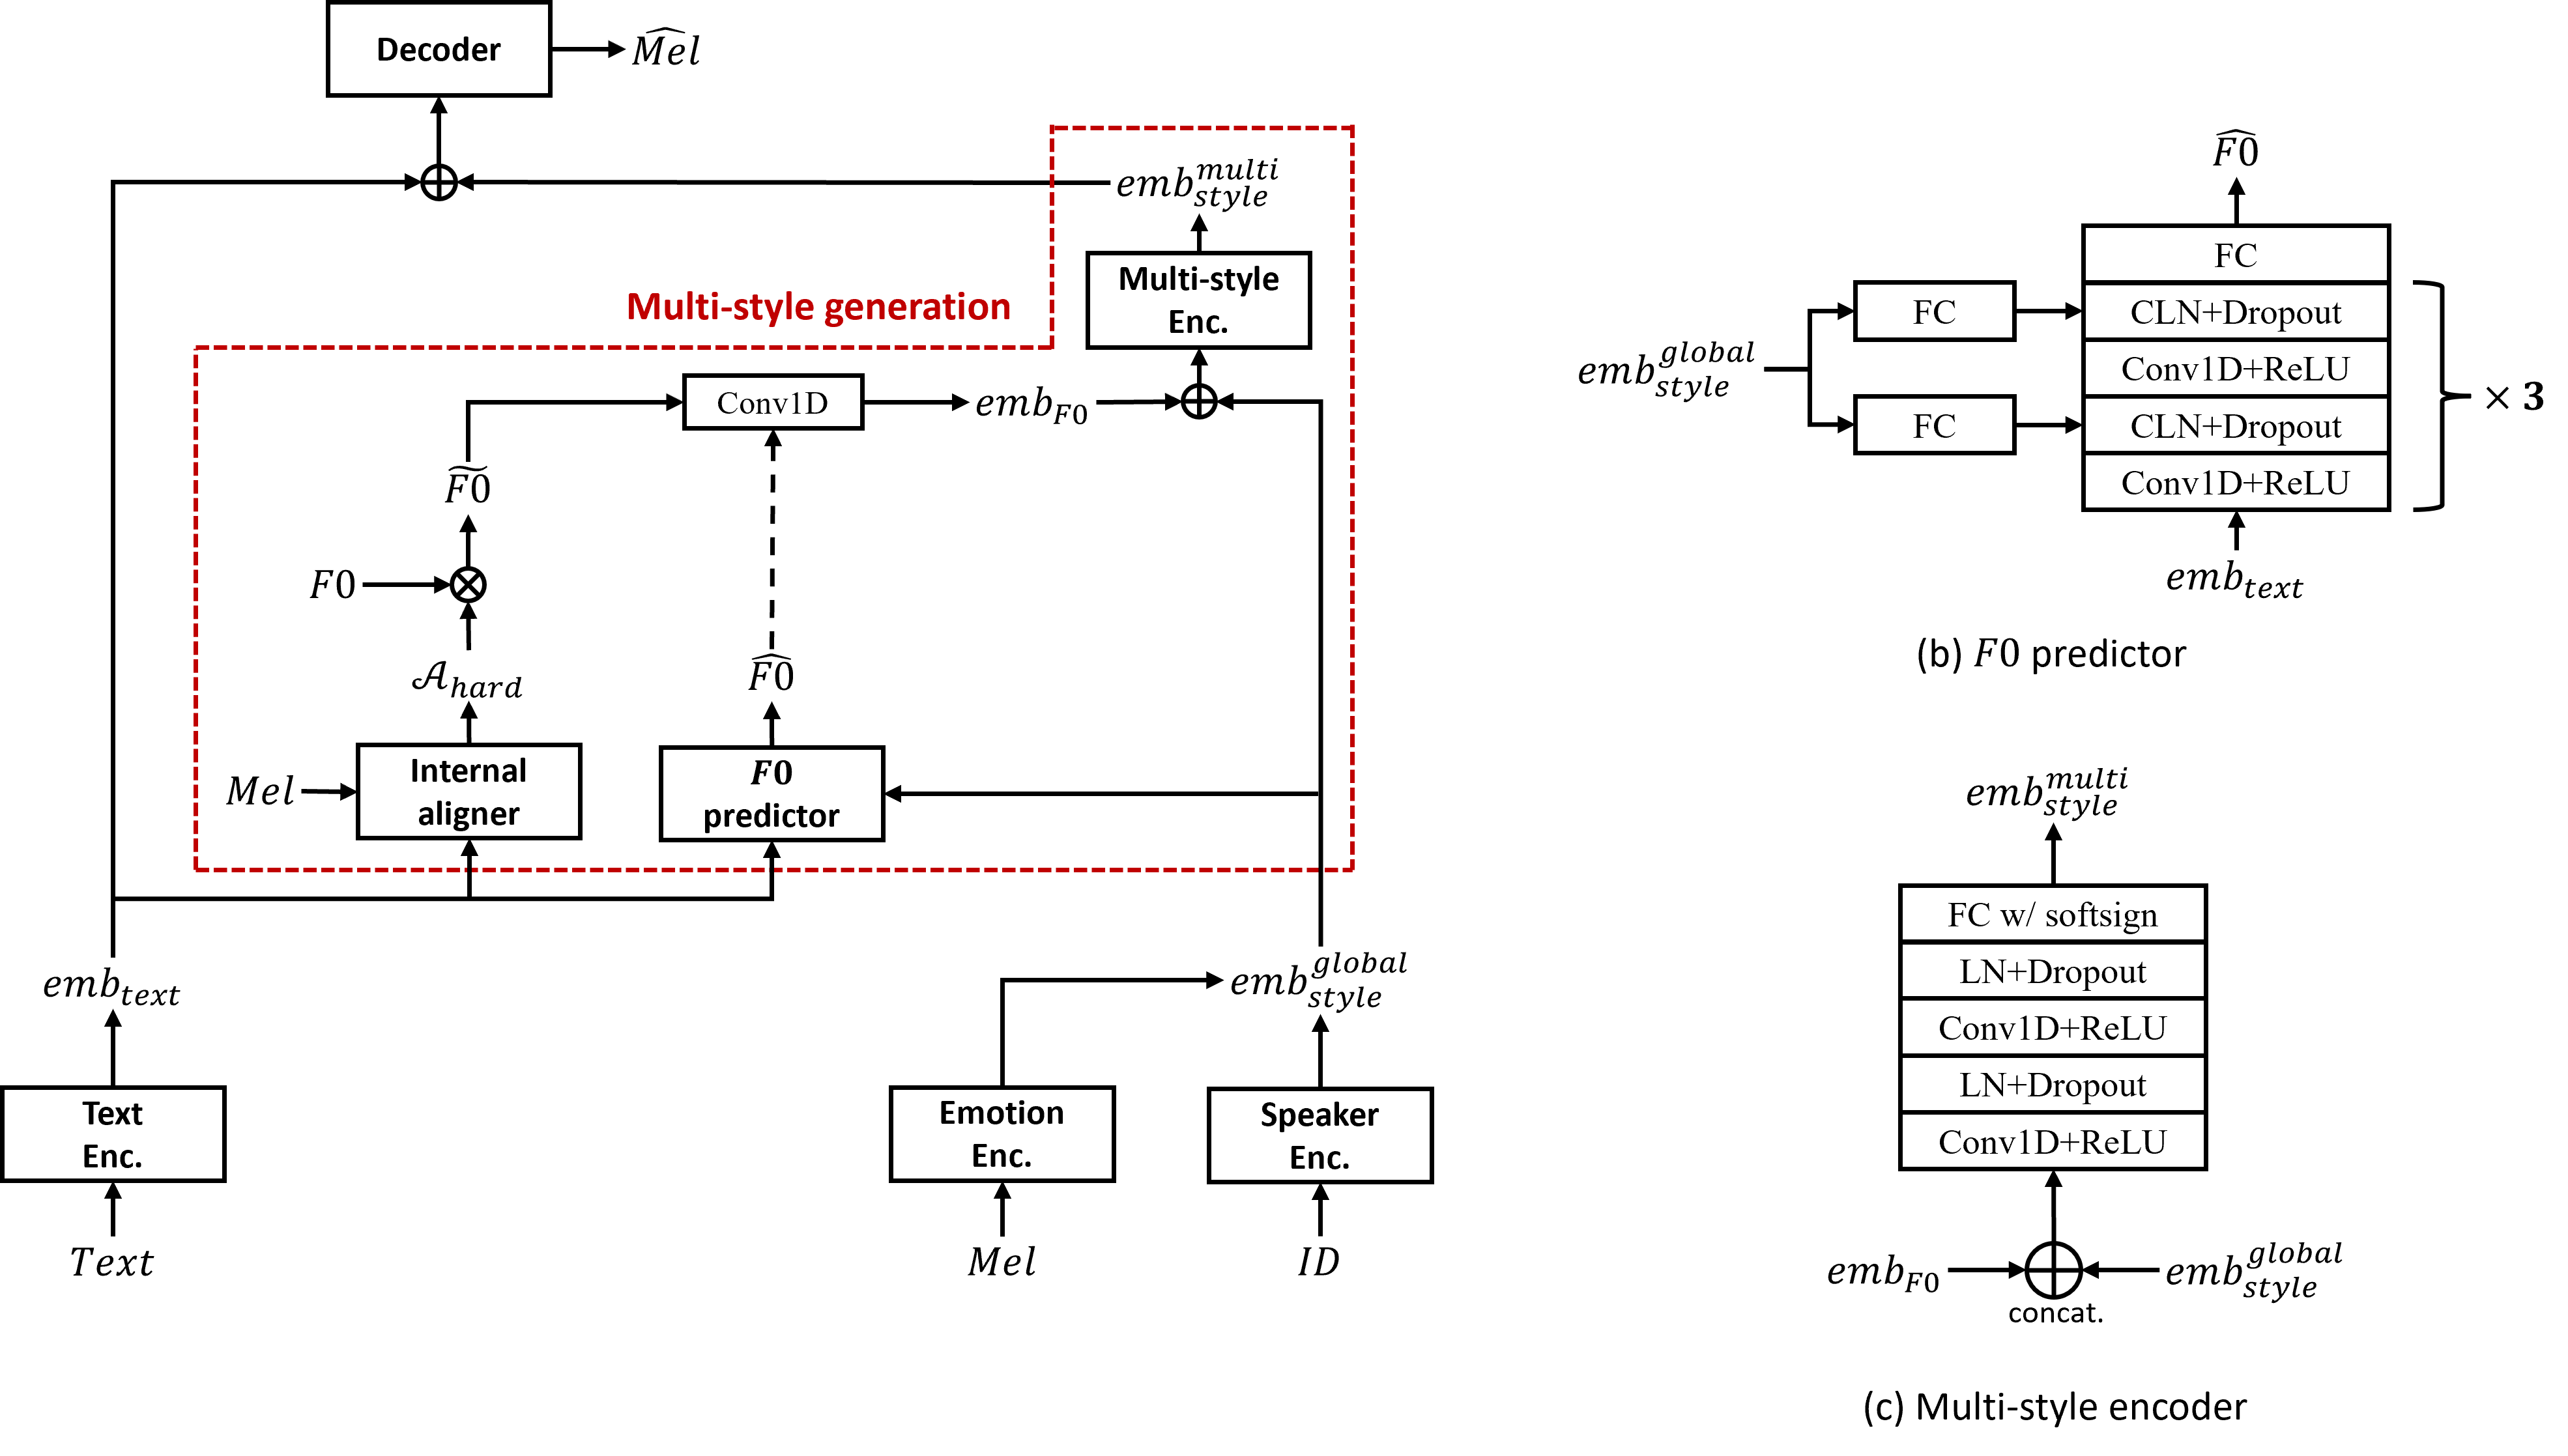 Decoder
$\widehat{Mel}$
$emb_{style}^{multi}$
Multi-style
Enc.
Multi-style generation
Conv1D
$emb_{F0}$
$\widetilde{F0}$
$F0$
$\mathcal{A}_{hard}$
$\widehat{F0}$
$Mel$
Internal
aligner
F0
predictor
$emb_{text}$
$emb_{style}^{global}$
Text
Enc.
Emotion
Enc.
Speaker
Enc.
Text
Mel
ID
$\widehat{F0}$
FC
FC
CLN+Dropout
$emb_{style}^{global}$
Conv1D+ReLU
× 3
FC
CLN+Dropout
Conv1D+ReLU
$emb_{text}$
(b) F0 predictor
$emb_{style}^{multi}$
FC w/ softsign
LN+Dropout
Conv1D+ReLU
LN+Dropout
Conv1D+ReLU
$emb_{F0}$
$emb_{style}^{global}$
concat.
(c) Multi-style encoder